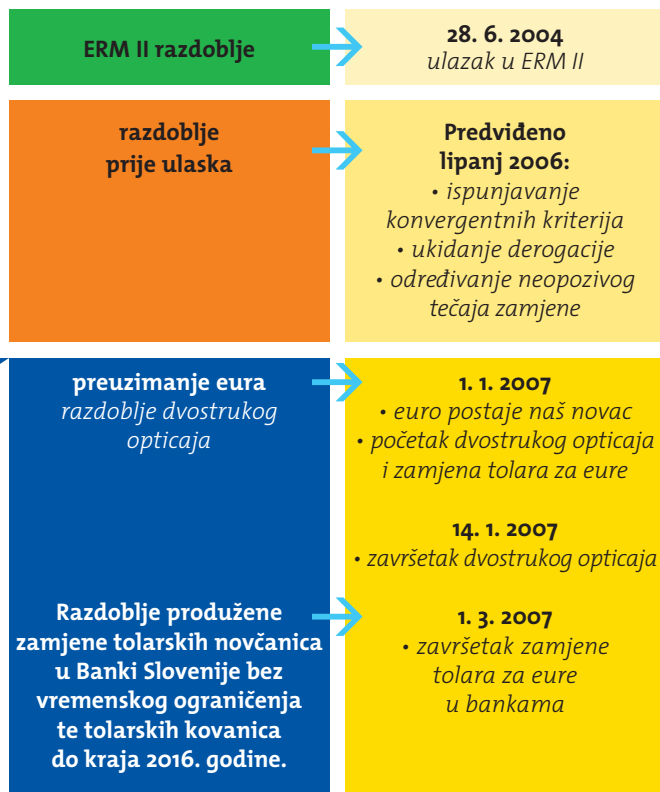 ERM II razdoblje
28. 6. 2004
ulazak u ERM II
razdoblje
prije ulaska
Predviđeno
lipanj 2006:
• ispunjavanje
konvergentnih kriterija
• ukidanje derogacije
• određivanje neopozivog
tečaja zamjene
preuzimanje eura
razdoblje dvostrukog
opticaja
1. 1. 2007
• euro postaje naš novac
• početak dvostrukog opticaja
i zamjena tolara za eure
14. 1. 2007
• završetak dvostrukog opticaja
Razdoblje produžene
zamjene tolarskih novčanica
u Banki Slovenije bez
vremenskog ograničenja
te tolarskih kovanica
do kraja 2016. godine.
1. 3. 2007
• završetak zamjene
tolara za eure
u bankama